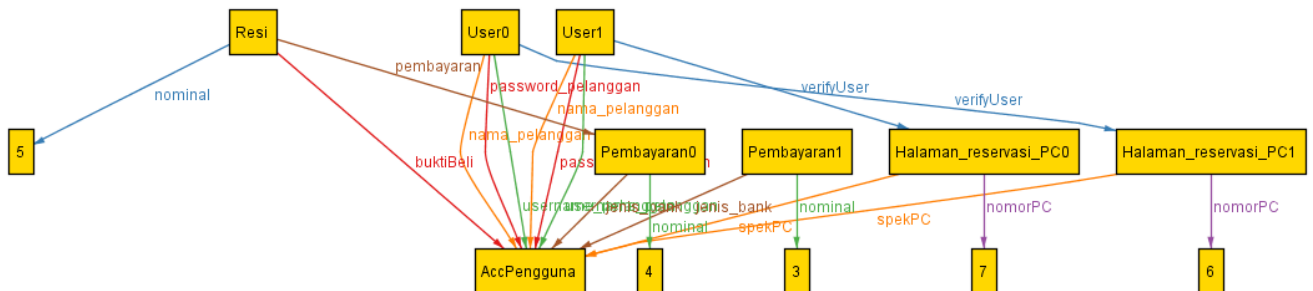 Resi
User0
User1
pembayaran
password_pelanggan
verifyUser
nominal
nama_pelanggan
verifyUser
5
nama_pelanggan
Pembayaran0
Pembayaran1
Halaman_reservasi_PC0
Halaman_reservasi_PC1
buktiBeli
jenis_bank
nominal
nomorPC
nomorPC
nominal
spekPC
spekPC
AccPengguna
4
3
7
6